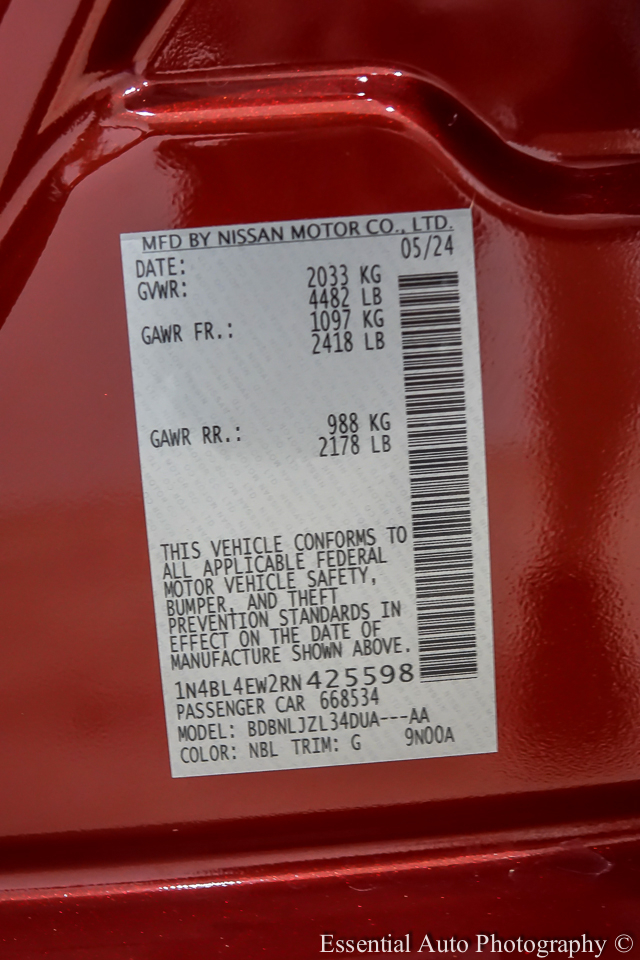 MFD BY NISSAN MOTOR CO., LTD.
DATE: 05/24
GVWR: 2033 KG
4482 LB
GAWR FR.: 1097 KG
2418 LB
GAWR RR.: 988 KG
2178 LB
THIS VEHICLE CONFORMS TO
ALL APPLICABLE FEDERAL
MOTOR VEHICLE SAFETY,
BUMPER, AND THEFT
PREVENTION STANDARDS IN
EFFECT ON THE DATE OF
MANUFACTURE SHOWN ABOVE.
1N4BL4EW2RN425598
PASSENGER CAR 668534
MODEL: BDBNLJZL34DUA---AA
COLOR: NBL TRIM: G 9N00A
Essential Auto Photography ©